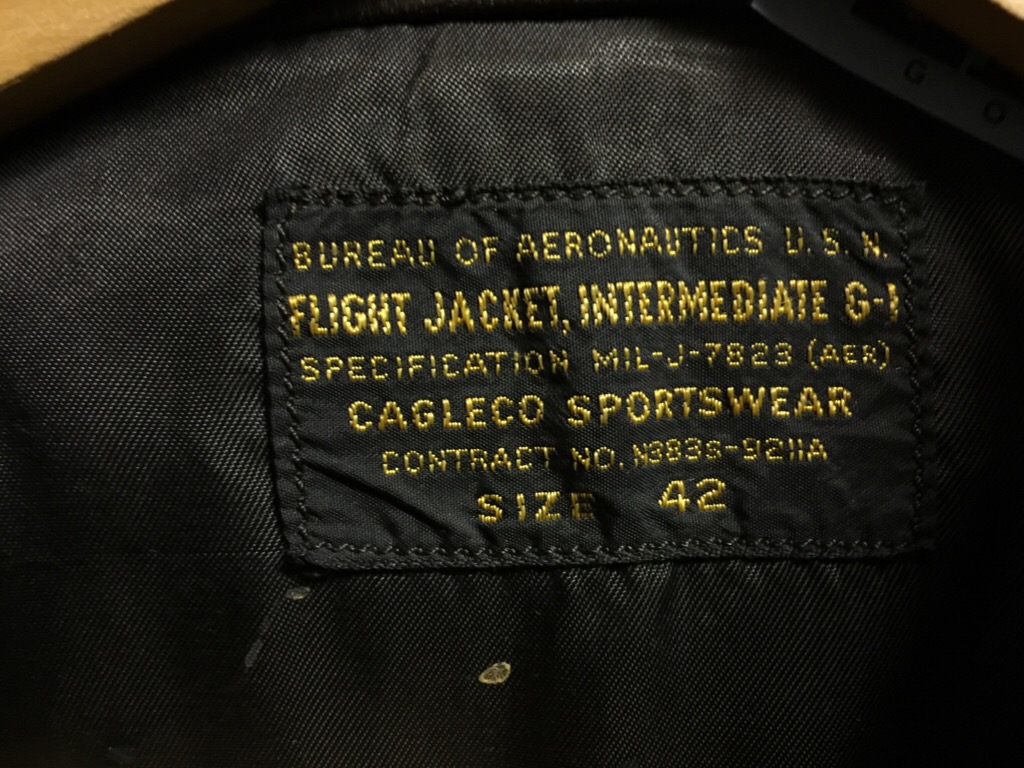 G O
BUREAU OF AERONAUTICS U.S.N.
FLIGHT JACKET, INTERMEDIATE G-1
SPECIFICATION MIL-J-7823 (AER)
CAGLECO SPORTSWEAR
CONTRACT NO. N383s-9211A
SIZE 42